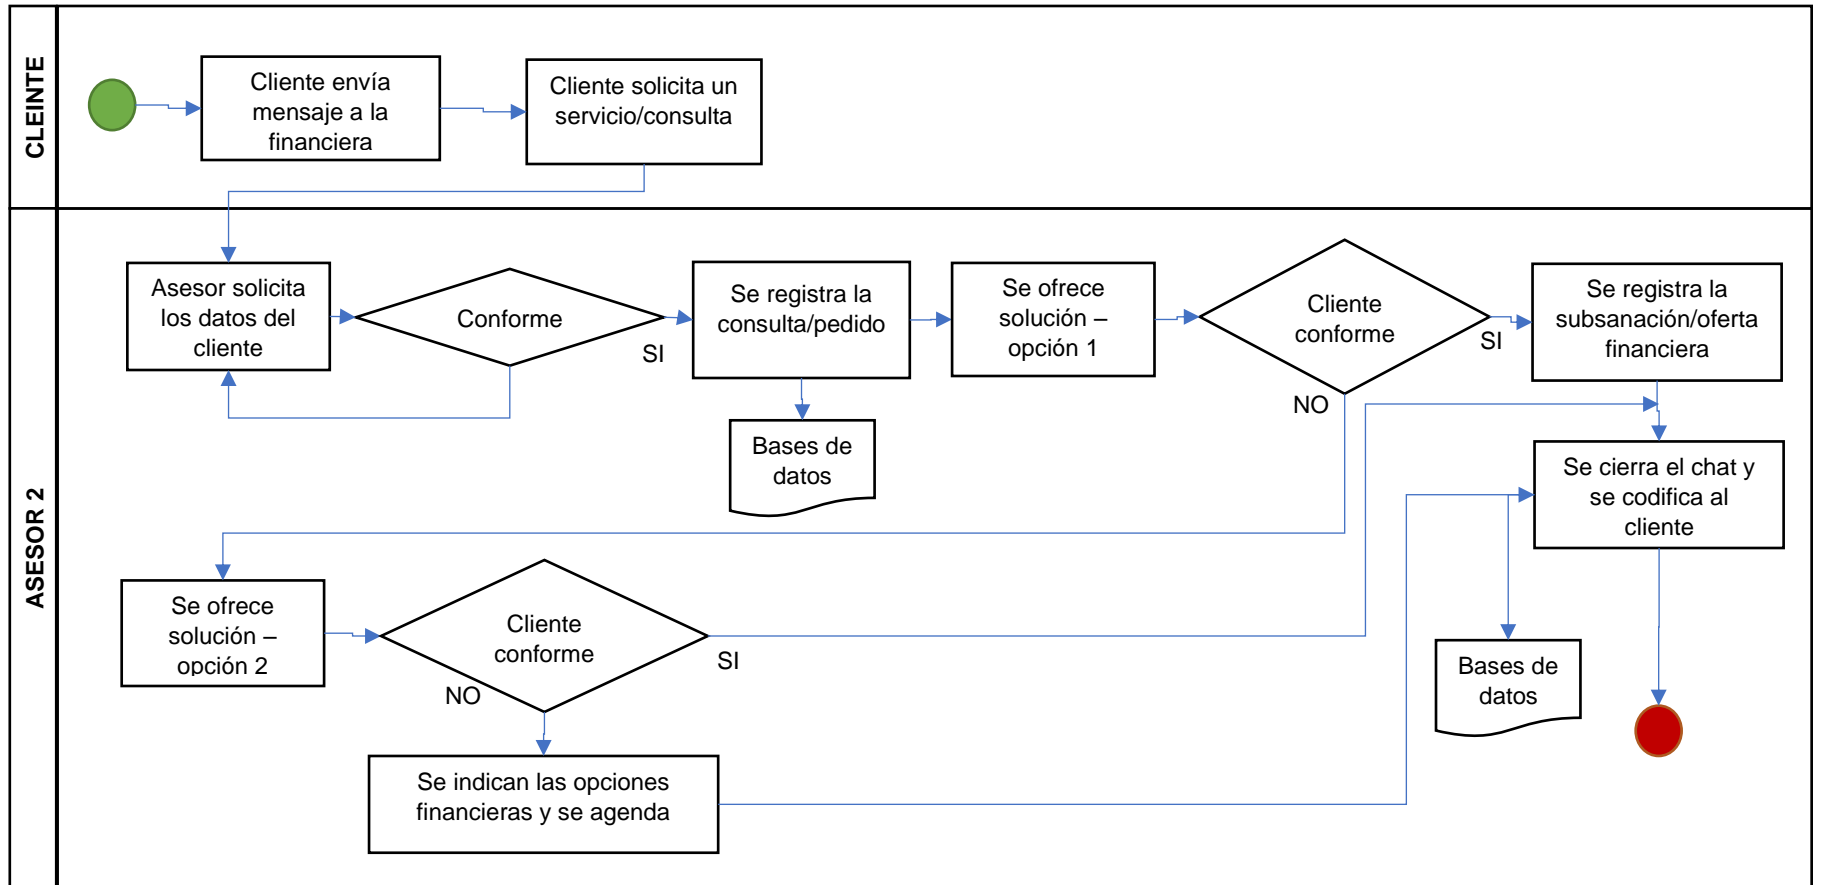 CLEINTE
Cliente envía
mensaje a la
financiera
Cliente solicita un
servicio/consulta
ASESOR 2
Asesor solicita
los datos del
cliente
Conforme
SI
Se registra la
consulta/pedido
Bases de
datos
Se ofrece
solución –
opción 1
Cliente
conforme
SI
NO
Se registra la
subsanación/oferta
financiera
Se cierra el chat y
se codifica al
cliente
Se ofrece
solución –
opción 2
Cliente
conforme
SI
NO
Bases de
datos
Se indican las opciones
financieras y se agenda